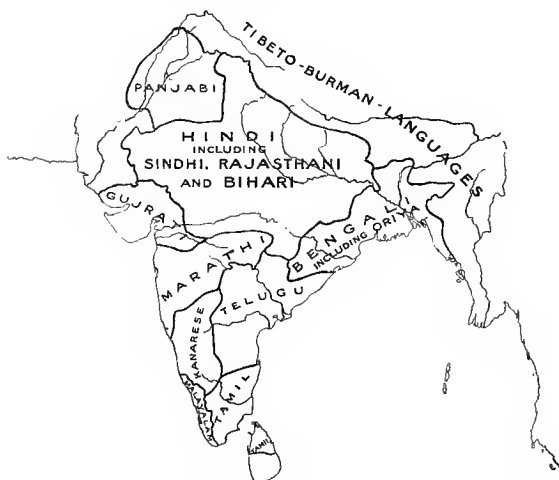 TIBETO-BURMAN-LANGUAGES
PANJABI
HINDI
INCLUDING
SINDHI, RAJASTHANI
AND BIHARI
GUJRATI
BENGALI
INCLUDING ORIYA
MARATHI
TELUGU
KANARESE
MALAYALAM
TAMIL
TAMIL